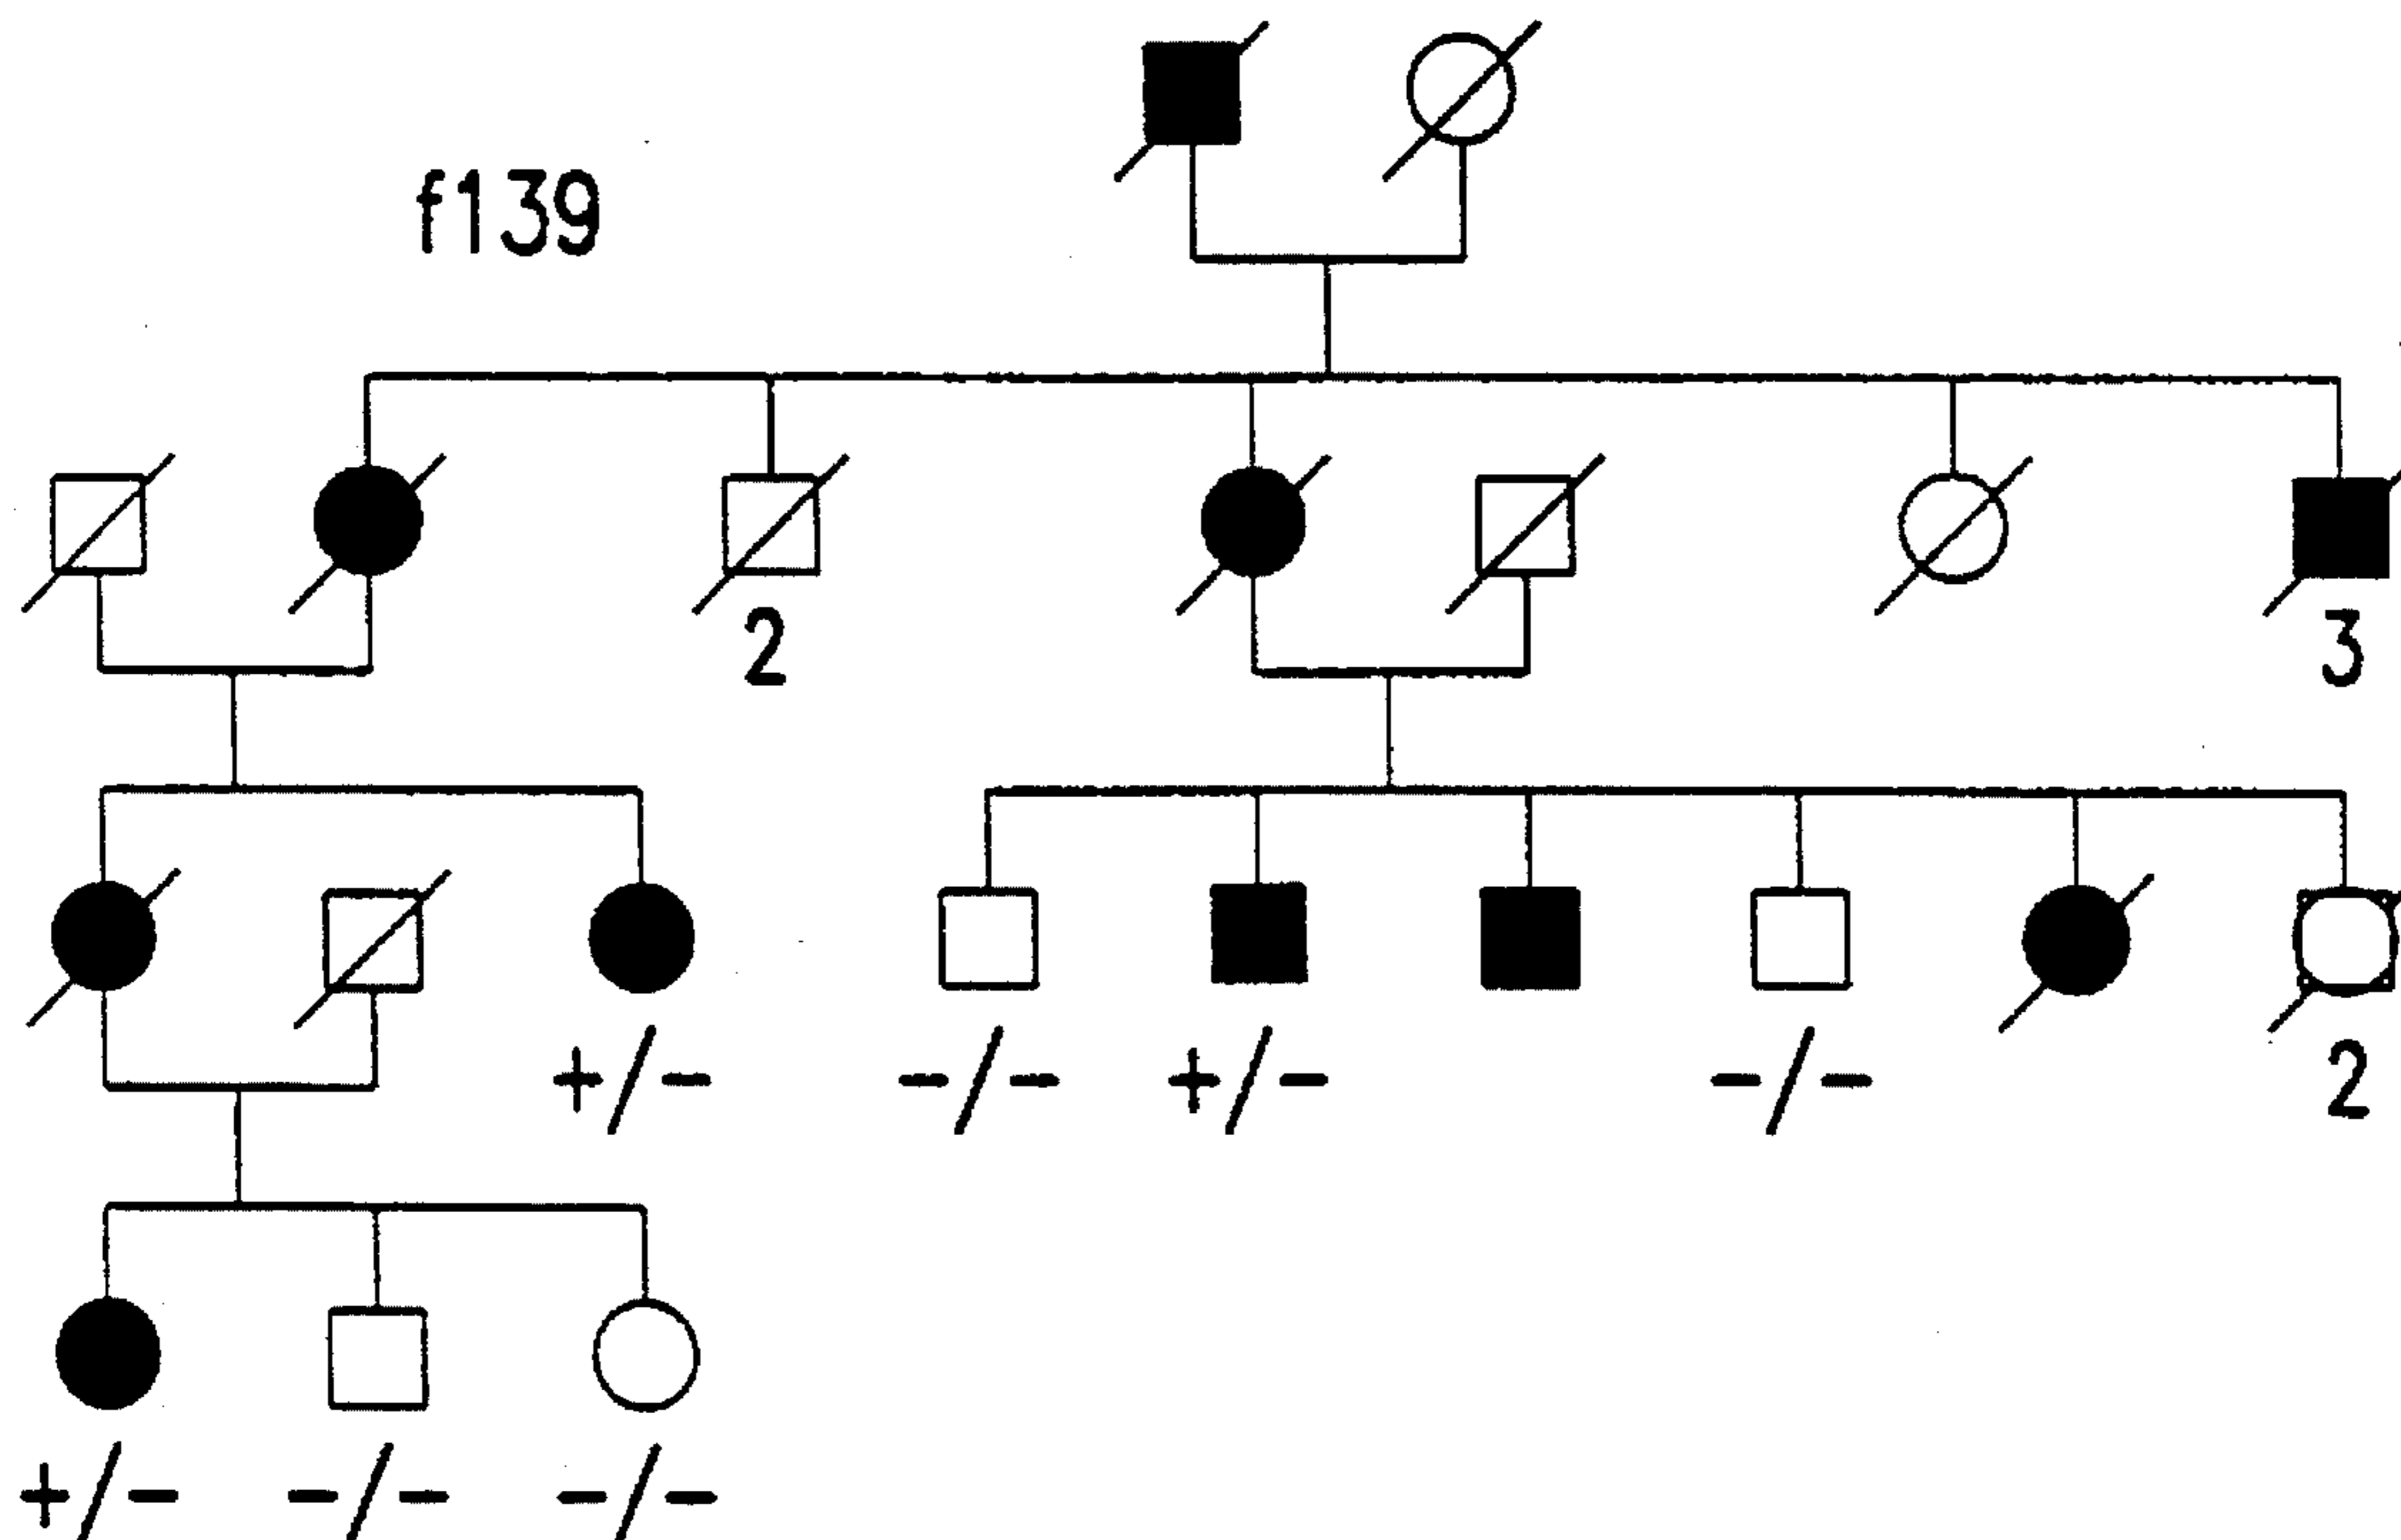 f139
2 3
+/- -/- +/- -/- 2
+/- -/- -/-